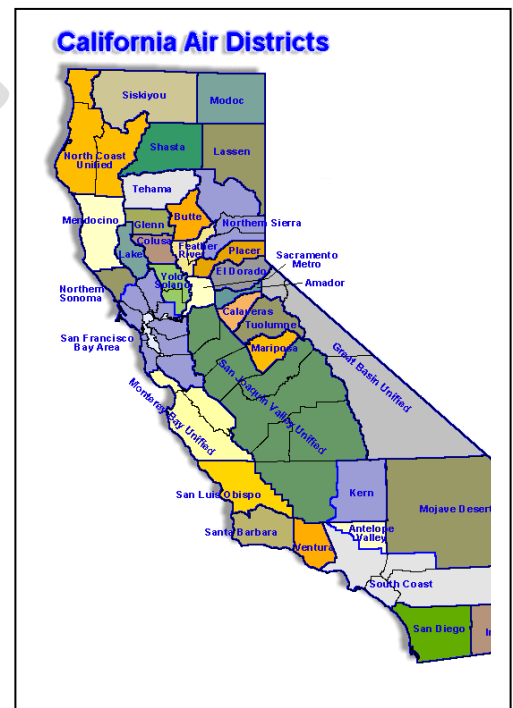 California Air Districts
Siskiyou
Modoc
North Coast
Unified
Shasta
Lassen
Tehama
Mendocino
Glenn
Butte
Northern Sierra
Colusa
Feather
River
Lake
Placer
Sacramento
Metro
El Dorado
Amador
Northern
Sonoma
Yolo
Solano
Calaveras
Tuolumne
San Francisco
Bay Area
Mariposa
Great Basin Unified
San Joaquin Valley Unified
Monterey Bay Unified
San Luis Obispo
Kern
Mojave Desert
Santa Barbara
Antelope
Valley
Ventura
South Coast
San Diego